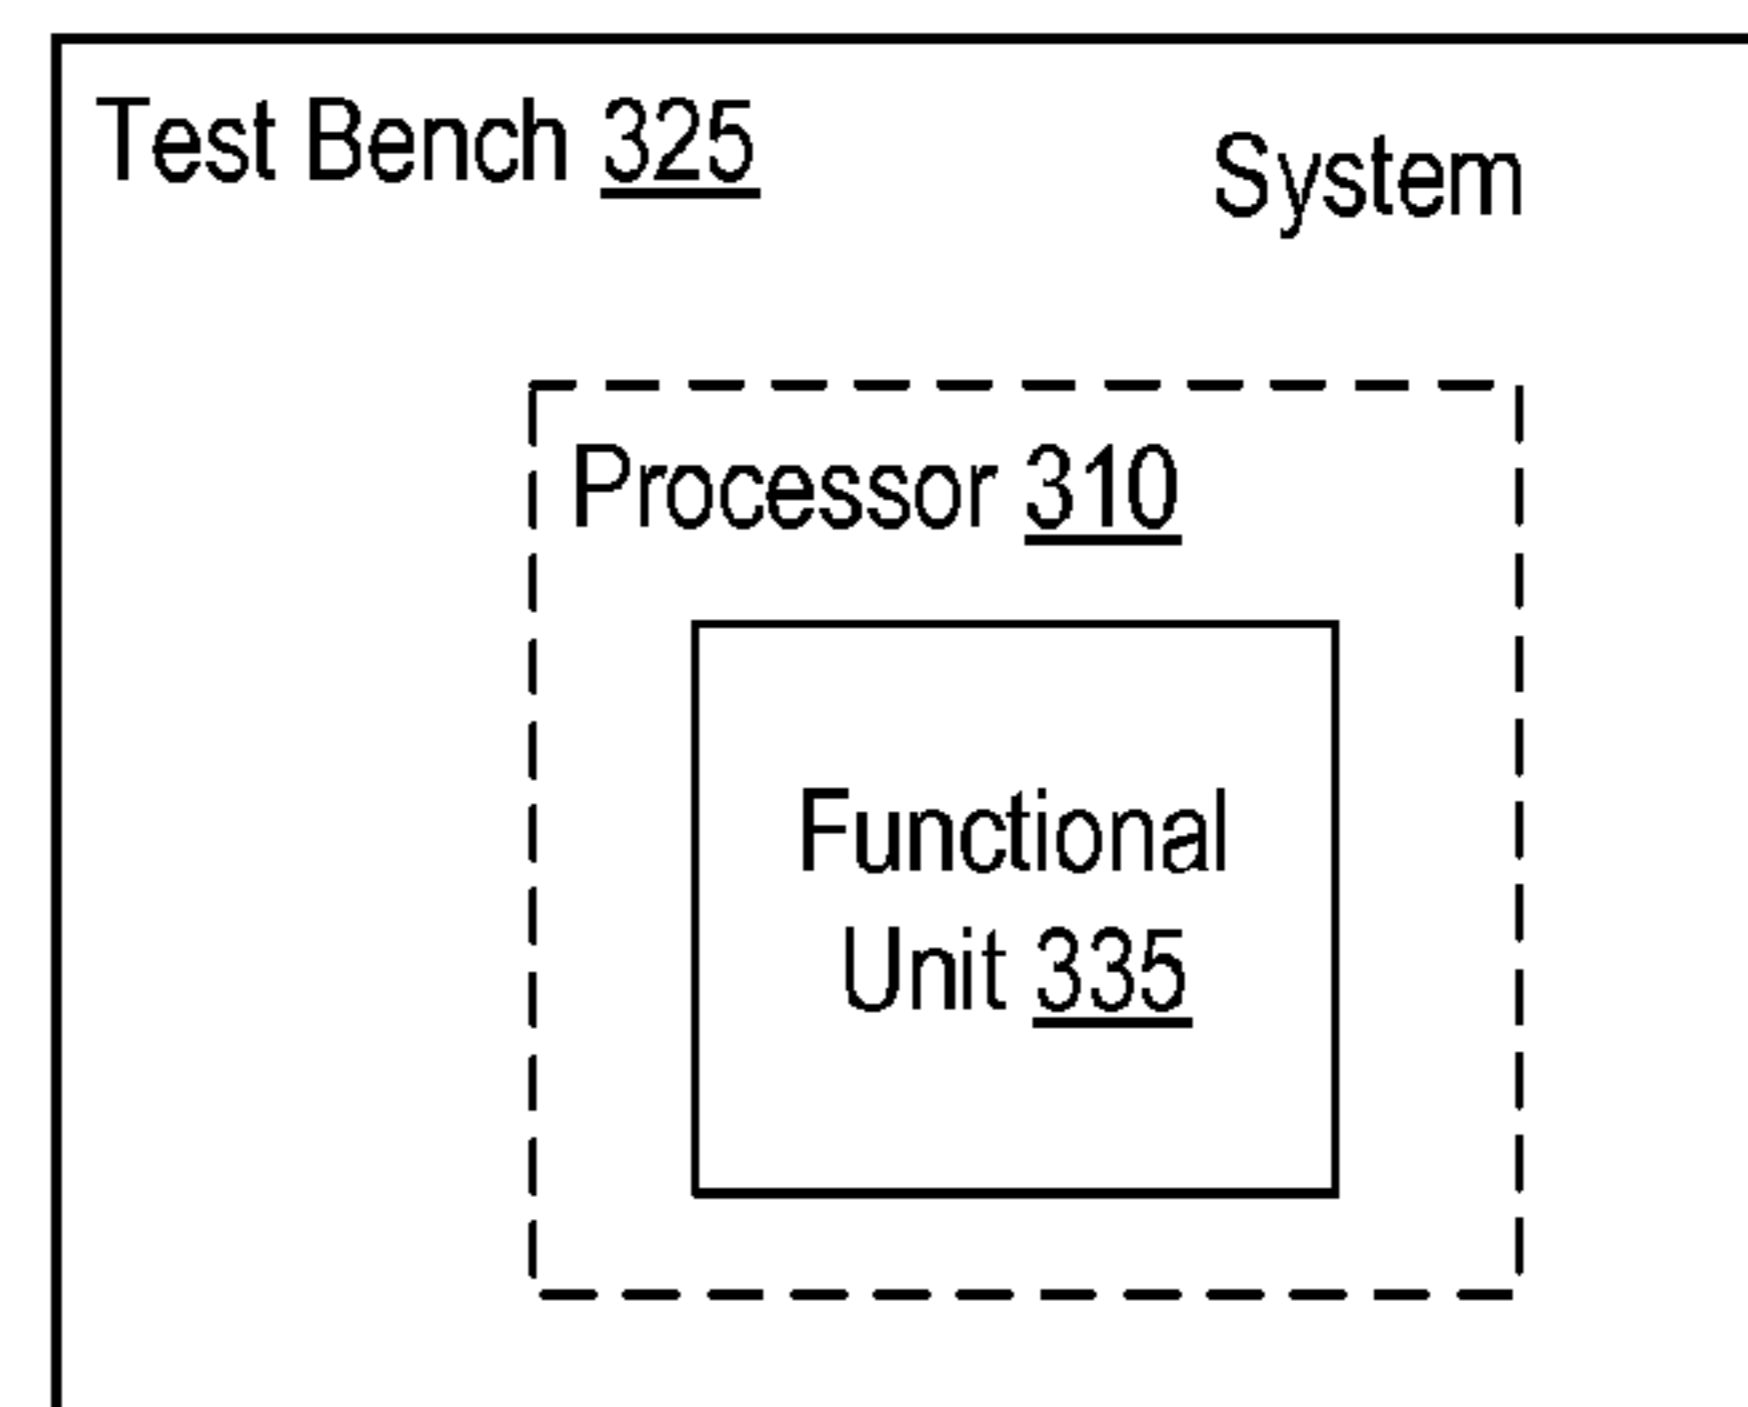 Test Bench 325
System
Processor 310
Functional
Unit 335